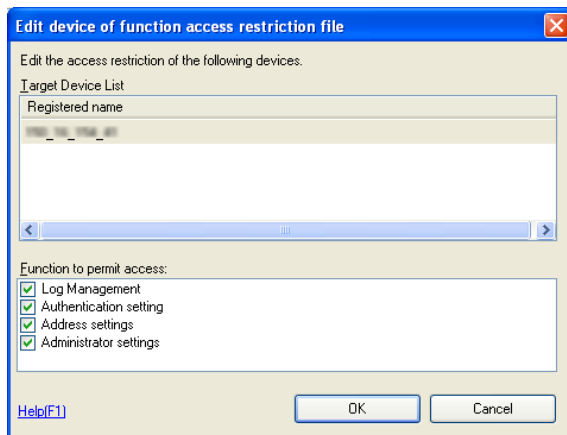 Edit device of function access restriction file
Edit the access restriction of the following devices.
Target Device List
Registered name
Function to permit access:
Log Management
Authentication setting
Address settings
Administrator settings
Help(F1)
OK
Cancel